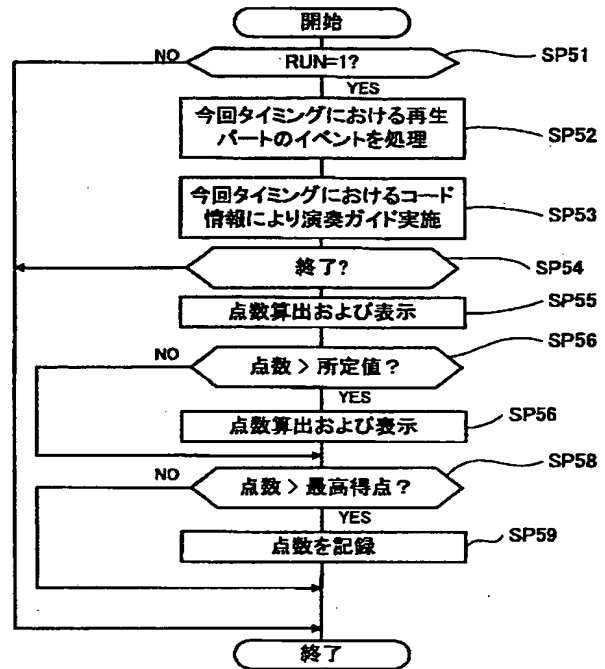 開始
NO
RUN=1?
SP51
YES
今回タイミングにおける再生
パートのイベントを処理
SP52
今回タイミングにおけるコード
情報により演奏ガイド実施
SP53
終了?
SP54
点数算出および表示
SP55
NO
点数 > 所定値?
SP56
YES
点数算出および表示
SP56
NO
点数 > 最高得点?
SP58
YES
点数を記録
SP59
終了